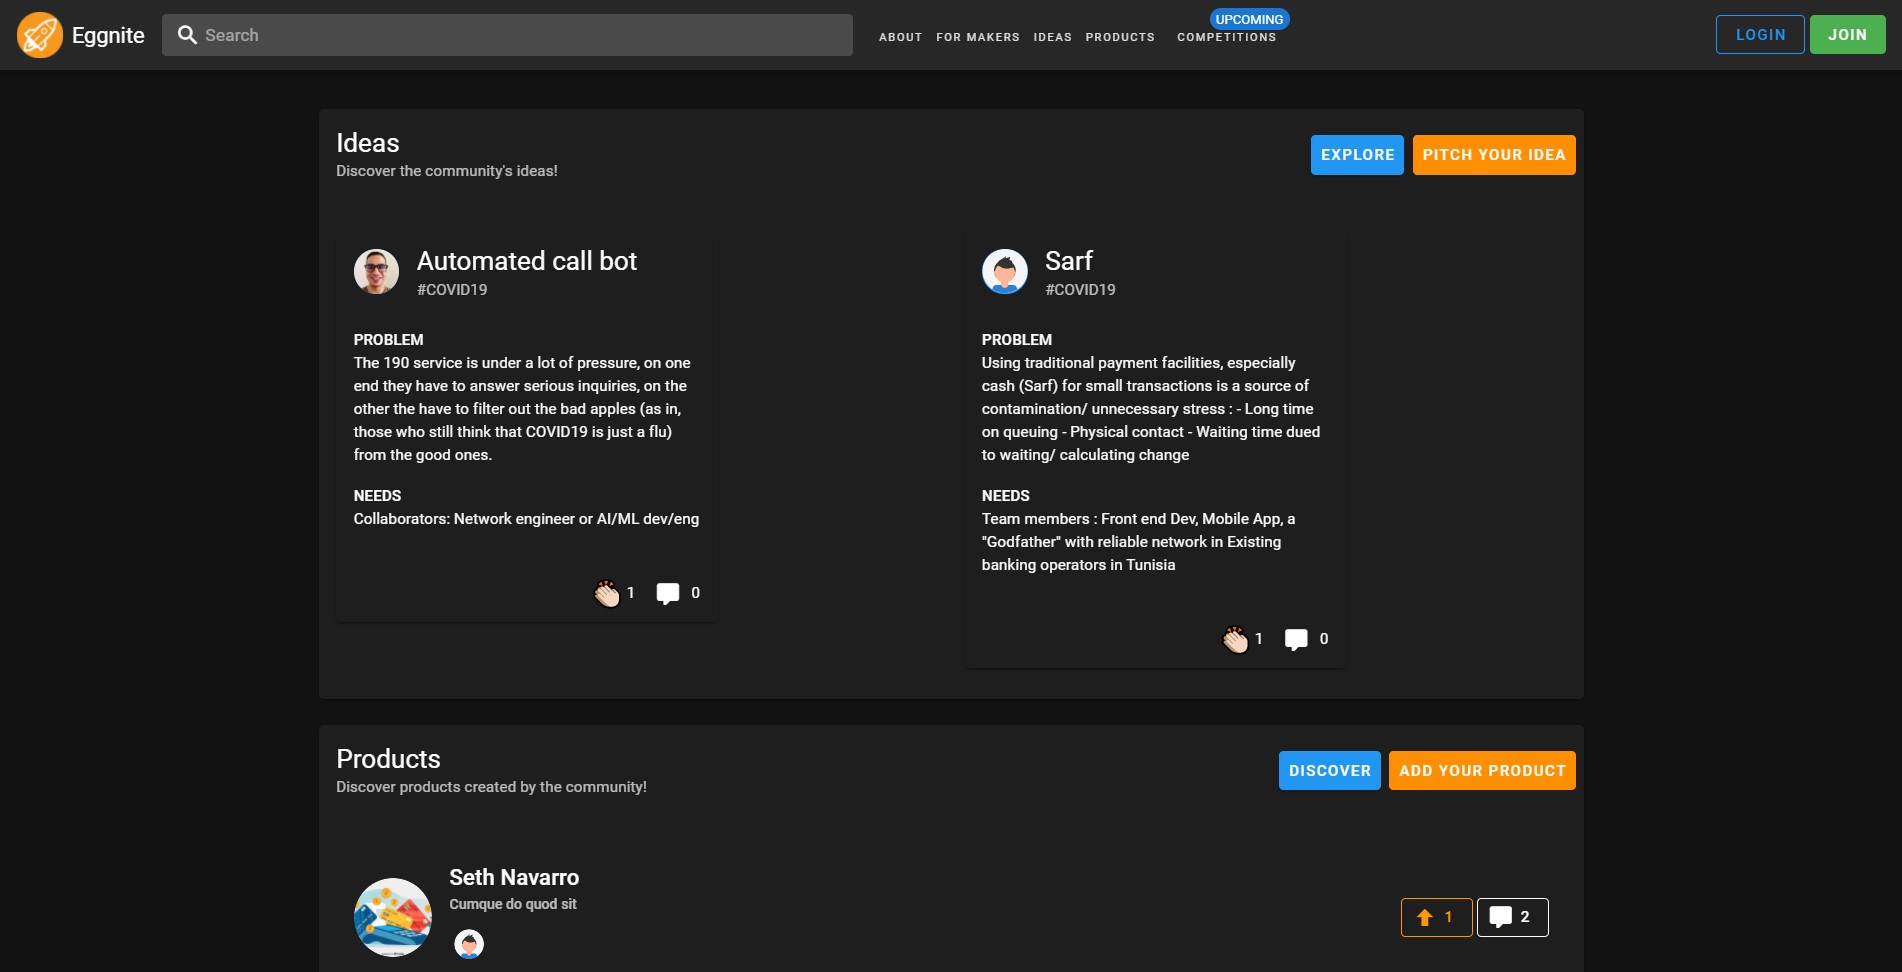 Eggnite
Search
ABOUT
FOR MAKERS
IDEAS
PRODUCTS
UPCOMING
COMPETITIONS
LOGIN
JOIN
Ideas
Discover the community's ideas!
EXPLORE
PITCH YOUR IDEA
Automated call bot
#COVID19
PROBLEM
The 190 service is under a lot of pressure, on one
end they have to answer serious inquiries, on the
other the have to filter out the bad apples (as in,
those who still think that COVID19 is just a flu)
from the good ones.
NEEDS
Collaborators: Network engineer or AI/ML dev/eng
1
0
Sarf
#COVID19
PROBLEM
Using traditional payment facilities, especially
cash (Sarf) for small transactions is a source of
contamination/ unnecessary stress : - Long time
on queuing - Physical contact - Waiting time dued
to waiting/ calculating change
NEEDS
Team members : Front end Dev, Mobile App, a
"Godfather" with reliable network in Existing
banking operators in Tunisia
1
0
Products
Discover products created by the community!
DISCOVER
ADD YOUR PRODUCT
Seth Navarro
Cumque do quod sit
1
2